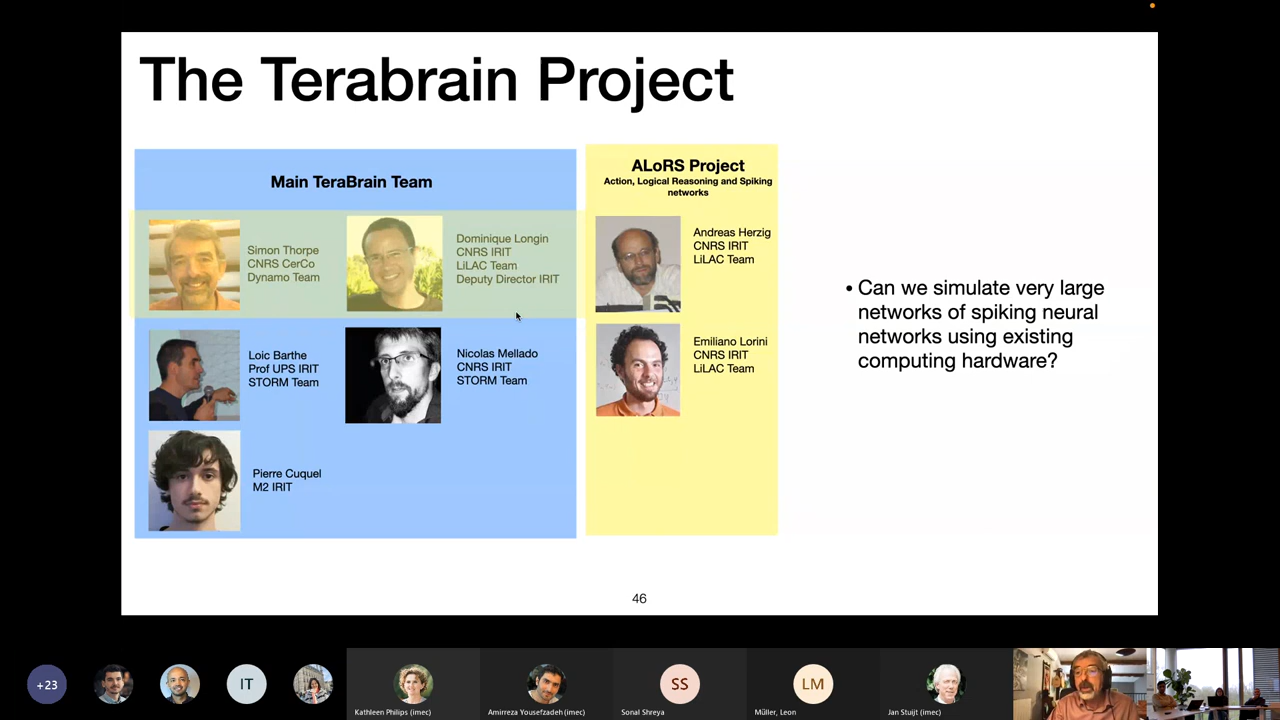 The Terabrain Project
Main TeraBrain Team
Simon Thorpe
CNRS CerCo
Dynamo Team
Dominique Longin
CNRS IRIT
LiLAC Team
Deputy Director IRIT
Loic Barthe
Prof UPS IRIT
STORM Team
Nicolas Mellado
CNRS IRIT
STORM Team
Pierre Cuquel
M2 IRIT
ALoRS Project
Action, Logical Reasoning and Spiking
networks
Andreas Herzig
CNRS IRIT
LiLAC Team
Emiliano Lorini
CNRS IRIT
LiLAC Team
• Can we simulate very large
networks of spiking neural
networks using existing
computing hardware?
46
+23
IT
Kathleen Philips (imec)
Amirreza Yousefzadeh (imec)
SS
Sonal Shreya
LM
Müller, Leon
Jan Stuijt (imec)